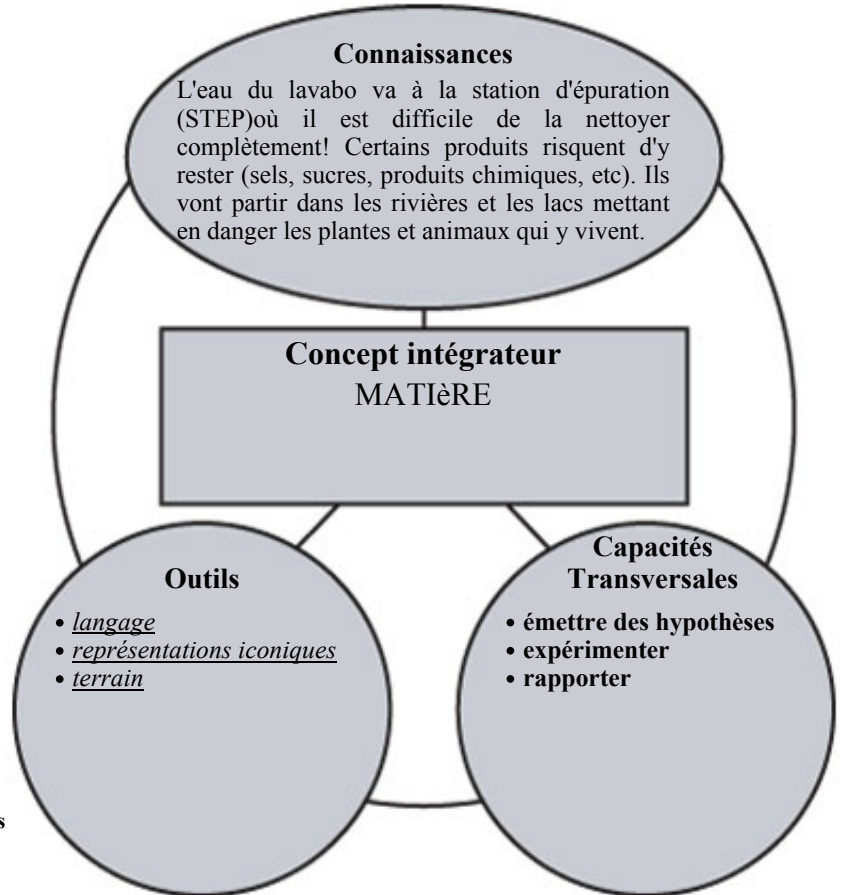 Connaissances
L'eau du lavabo va à la station d'épuration
(STEP)où il est difficile de la nettoyer
complètement! Certains produits risquent d'y
rester (sels, sucres, produits chimiques, etc). Ils
vont partir dans les rivières et les lacs mettant
en danger les plantes et animaux qui y vivent.
Concept intégrateur
MATIèRE
Outils
• langage
• représentations iconiques
• terrain
Capacités
Transversales
• émettre des hypothèses
• expérimenter
• rapporter
s